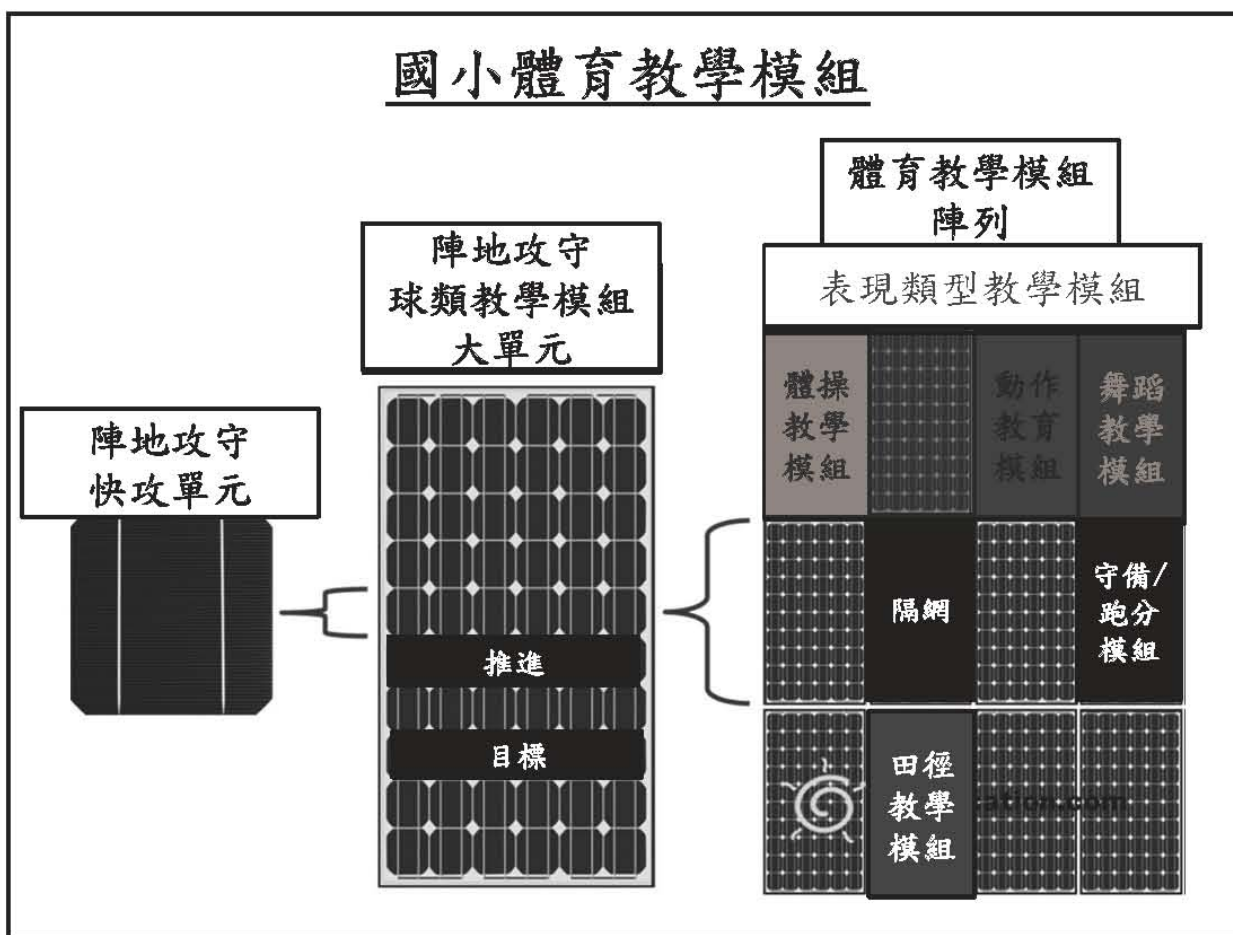 國小體育教學模組
體育教學模組
陣列
陣地攻守
球類教學模組
大單元
表現類型教學模組
陣地攻守
快攻單元
體操
教學
模組
動作
教育
模組
舞蹈
教學
模組
推進
目標
隔網
守備/
跑分
模組
田徑
教學
模組
ation.com